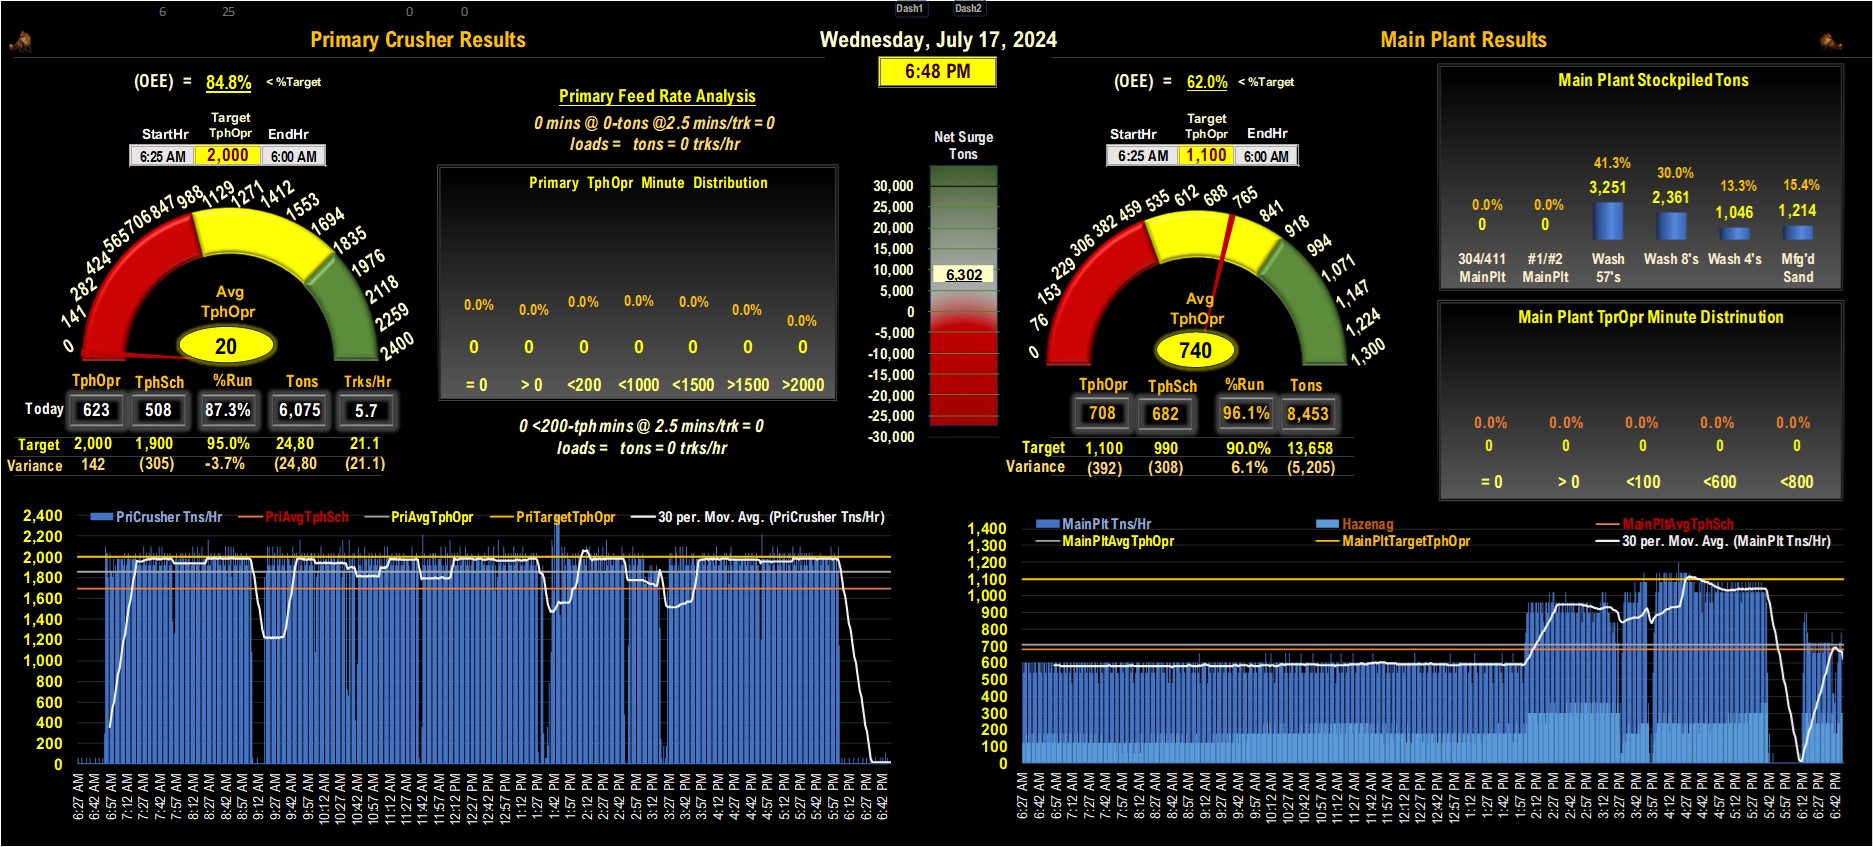 6 25 0 0 Dash1 Dash2
Primary Crusher Results
Wednesday, July 17, 2024
Main Plant Results
6:48 PM
(OEE) = 84.8% < %Target
StartHr Target TphOpr EndHr
6:25 AM 2,000 6:00 AM
0 141 282 424 565 706 847 988 1129 1271 1412 1553 1694 1835 1976 2118 2259 2400
Avg
TphOpr
20
TphOpr TphSch %Run Tons Trks/Hr
Today 623 508 87.3% 6,075 5.7
Target 2,000 1,900 95.0% 24,80 21.1
Variance 142 (305) -3.7% (24,80 (21.1)
Primary Feed Rate Analysis
0 mins @ 0-tons @2.5 mins/trk = 0
loads = tons = 0 trks/hr
Primary TphOpr Minute Distribution
0.0% 0.0% 0.0% 0.0% 0.0% 0.0% 0.0%
0 0 0 0 0 0 0
= 0 > 0 <200 <1000 <1500 >1500 >2000
0 <200-tph mins @ 2.5 mins/trk = 0
loads = tons = 0 trks/hr
Net Surge
Tons
30,000
25,000
20,000
15,000
10,000
6,302
5,000
0
-5,000
-10,000
-15,000
-20,000
-25,000
-30,000
(OEE) = 62.0% < %Target
StartHr Target TphOpr EndHr
6:25 AM 1,100 6:00 AM
0 76 153 229 306 382 459 535 612 688 765 841 918 994 1,071 1,147 1,224 1,300
Avg
TphOpr
740
TphOpr TphSch %Run Tons
708 682 96.1% 8,453
Target 1,100 990 90.0% 13,658
Variance (392) (308) 6.1% (5,205)
Main Plant Stockpiled Tons
0.0% 0.0% 41.3% 30.0% 13.3% 15.4%
0 0 3,251 2,361 1,046 1,214
304/411 MainPlt #1/#2 MainPlt Wash 57's Wash 8's Wash 4's Mfg'd Sand
Main Plant TprOpr Minute Distrinution
0.0% 0.0% 0.0% 0.0% 0.0%
0 0 0 0 0
= 0 > 0 <100 <600 <800
PriCrusher Tns/Hr PriAvgTphSch PriAvgTphOpr PriTargetTphOpr 30 per. Mov. Avg. (PriCrusher Tns/Hr)
2,400
2,200
2,000
1,800
1,600
1,400
1,200
1,000
800
600
400
200
0
6:27 AM 6:42 AM 6:57 AM 7:12 AM 7:27 AM 7:42 AM 7:57 AM 8:12 AM 8:27 AM 8:42 AM 8:57 AM 9:12 AM 9:27 AM 9:42 AM 9:57 AM 10:12 AM 10:27 AM 10:42 AM 10:57 AM 11:12 AM 11:27 AM 11:42 AM 11:57 AM 12:12 PM 12:27 PM 12:42 PM 12:57 PM 1:12 PM 1:27 PM 1:42 PM 1:57 PM 2:12 PM 2:27 PM 2:42 PM 2:57 PM 3:12 PM 3:27 PM 3:42 PM 3:57 PM 4:12 PM 4:27 PM 4:42 PM 4:57 PM 5:12 PM 5:27 PM 5:42 PM 5:57 PM 6:12 PM 6:27 PM 6:42 PM
MainPlt Tns/Hr Hazenag MainPltAvgTphSch
MainPltAvgTphOpr MainPltTargetTphOpr 30 per. Mov. Avg. (MainPlt Tns/Hr)
1,400
1,300
1,200
1,100
1,000
900
800
700
600
500
400
300
200
100
0
6:27 AM 6:42 AM 6:57 AM 7:12 AM 7:27 AM 7:42 AM 7:57 AM 8:12 AM 8:27 AM 8:42 AM 8:57 AM 9:12 AM 9:27 AM 9:42 AM 9:57 AM 10:12 AM 10:27 AM 10:42 AM 10:57 AM 11:12 AM 11:27 AM 11:42 AM 11:57 AM 12:12 PM 12:27 PM 12:42 PM 12:57 PM 1:12 PM 1:27 PM 1:42 PM 1:57 PM 2:12 PM 2:27 PM 2:42 PM 2:57 PM 3:12 PM 3:27 PM 3:42 PM 3:57 PM 4:12 PM 4:27 PM 4:42 PM 4:57 PM 5:12 PM 5:27 PM 5:42 PM 5:57 PM 6:12 PM 6:27 PM 6:42 PM